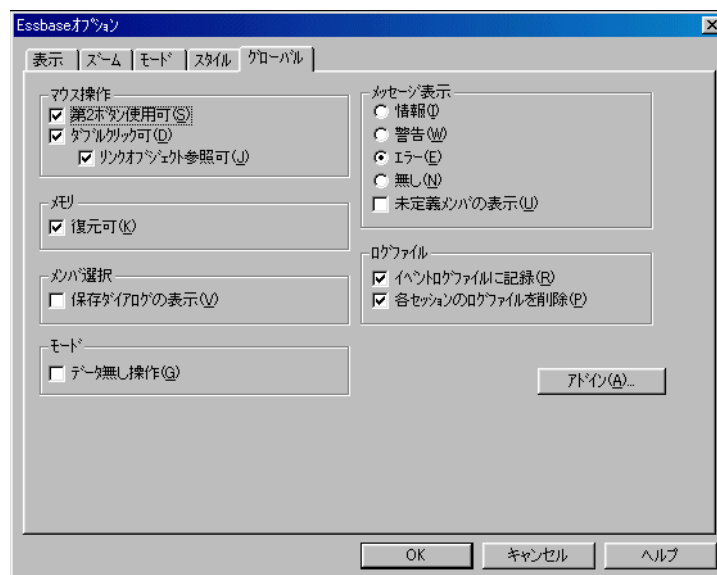 Essbaseｵﾌﾟｼｮﾝ
表示 ｽﾞｰﾑ ﾓｰﾄﾞ ｽﾀｲﾙ ｸﾞﾛｰﾊﾞﾙ
ﾏｳｽ操作
第2ﾎﾞﾀﾝ使用可(S)
ﾀﾞﾌﾞﾙｸﾘｯｸ可(D)
ﾘﾝｸｵﾌﾞｼﾞｪｸﾄ参照可(J)
ﾒﾓﾘ
復元可(K)
ﾒﾝﾊﾞ選択
保存ﾀﾞｲｱﾛｸﾞの表示(V)
ﾓｰﾄﾞ
ﾃﾞｰﾀ無し操作(G)
ﾒｯｾｰｼﾞ表示
情報(I)
警告(W)
ｴﾗｰ(E)
無し(N)
未定義ﾒﾝﾊﾞの表示(U)
ﾛｸﾞﾌｧｲﾙ
ｲﾍﾞﾝﾄﾛｸﾞﾌｧｲﾙに記録(R)
各ｾｯｼｮﾝのﾛｸﾞﾌｧｲﾙを削除(P)
ｱﾄﾞｲﾝ(A)...
OK キャンセル ヘルプ